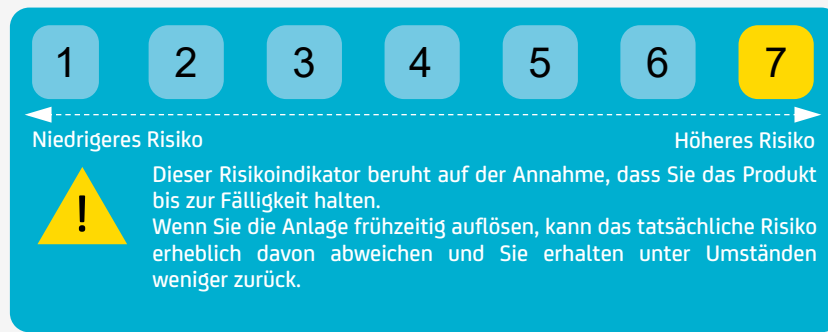 1 2 3 4 5 6 7
Niedrigeres Risiko Höheres Risiko
Dieser Risikoindikator beruht auf der Annahme, dass Sie das Produkt
bis zur Fälligkeit halten.
Wenn Sie die Anlage frühzeitig auflösen, kann das tatsächliche Risiko
erheblich davon abweichen und Sie erhalten unter Umständen
weniger zurück.
!